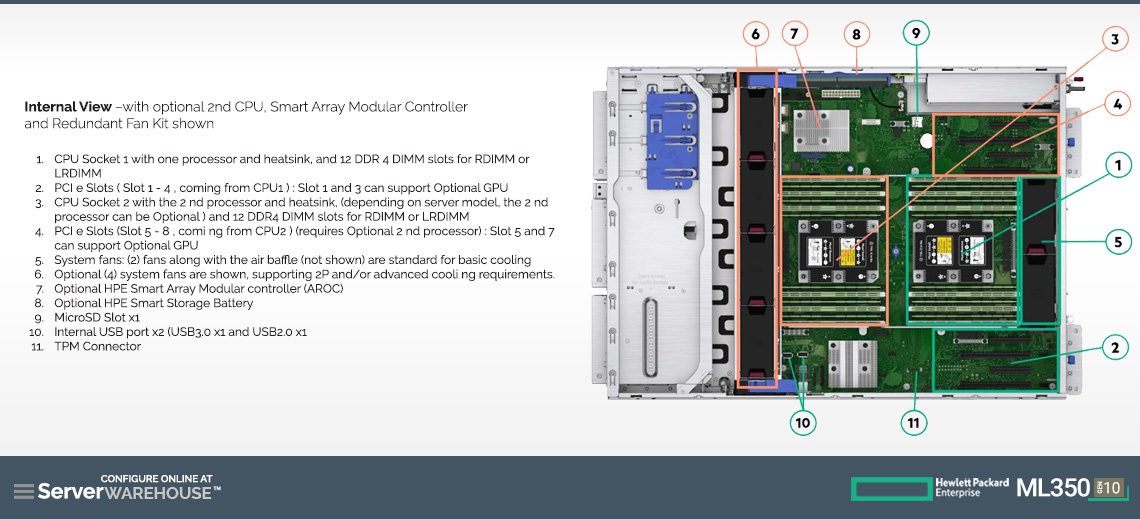 Internal View –with optional 2nd CPU, Smart Array Modular Controller
and Redundant Fan Kit shown
1. CPU Socket 1 with one processor and heatsink, and 12 DDR 4 DIMM slots for RDIMM or
LRDIMM
2. PCI e Slots ( Slot 1 - 4 , coming from CPU1 ) : Slot 1 and 3 can support Optional GPU
3. CPU Socket 2 with the 2 nd processor and heatsink, (depending on server model, the 2 nd
processor can be Optional ) and 12 DDR4 DIMM slots for RDIMM or LRDIMM
4. PCI e Slots (Slot 5 - 8 , comi ng from CPU2 ) (requires Optional 2 nd processor) : Slot 5 and 7
can support Optional GPU
5. System fans: (2) fans along with the air baffle (not shown) are standard for basic cooling
6. Optional (4) system fans are shown, supporting 2P and/or advanced cooli ng requirements.
7. Optional HPE Smart Array Modular controller (AROC)
8. Optional HPE Smart Storage Battery
9. MicroSD Slot x1
10. Internal USB port x2 (USB3.0 x1 and USB2.0 x1
11. TPM Connector
6 7 8 9 3
4
1
5
2
10 11
CONFIGURE ONLINE AT
ServerWAREHOUSE™
Hewlett Packard
Enterprise
ML350 GEN 10